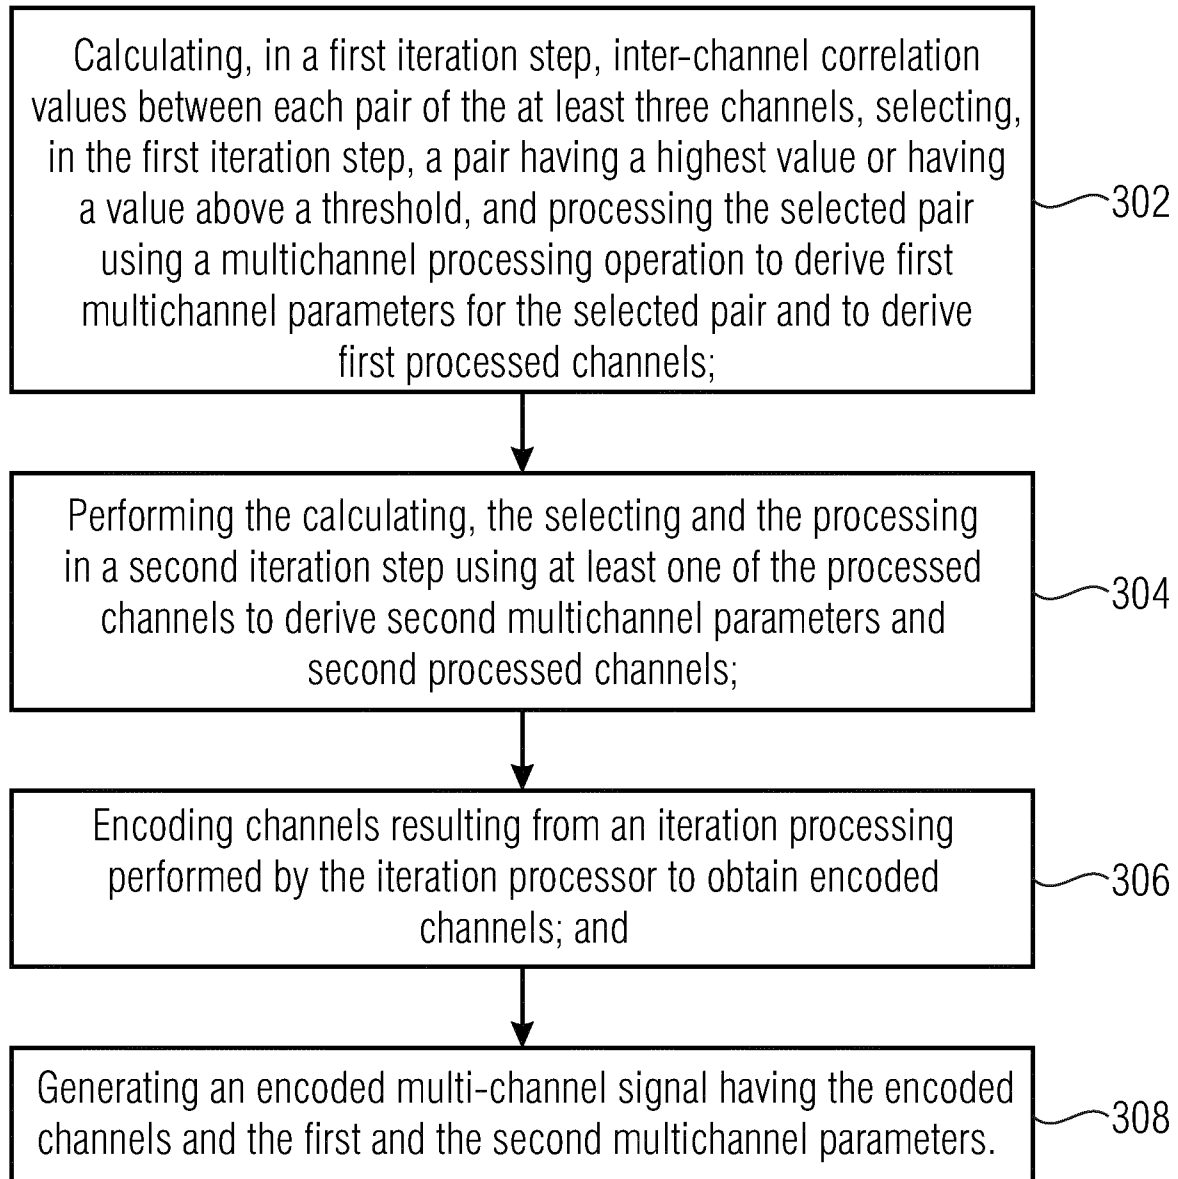 Calculating, in a first iteration step, inter-channel correlation
values between each pair of the at least three channels, selecting,
in the first iteration step, a pair having a highest value or having
a value above a threshold, and processing the selected pair
using a multichannel processing operation to derive first
multichannel parameters for the selected pair and to derive
first processed channels;
302
Performing the calculating, the selecting and the processing
in a second iteration step using at least one of the processed
channels to derive second multichannel parameters and
second processed channels;
304
Encoding channels resulting from an iteration processing
performed by the iteration processor to obtain encoded
channels; and
306
Generating an encoded multi-channel signal having the encoded
channels and the first and the second multichannel parameters.
308